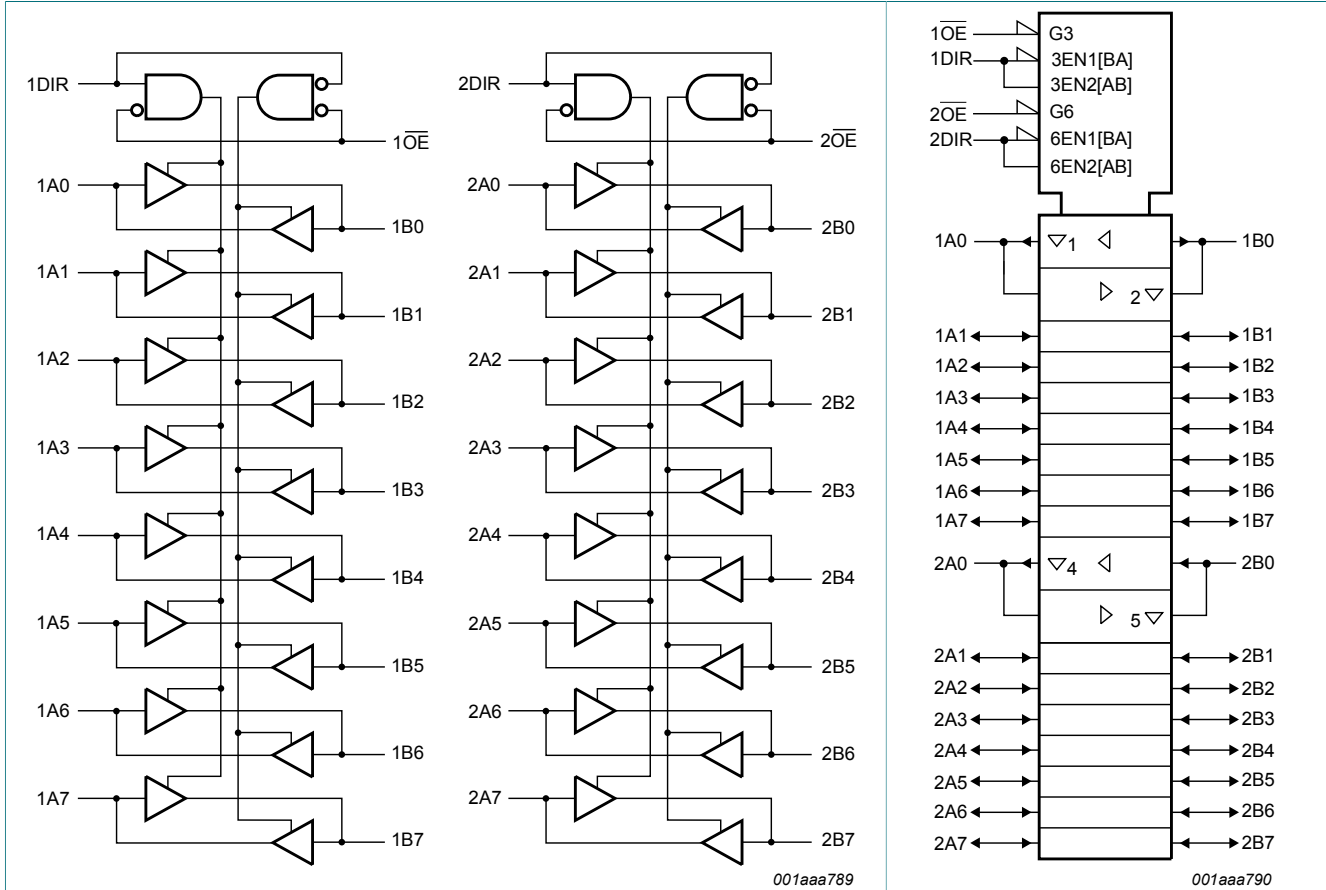 1DIR
1O̅E̅
1A0
1B0
1A1
1B1
1A2
1B2
1A3
1B3
1A4
1B4
1A5
1B5
1A6
1B6
1A7
1B7
2DIR
2O̅E̅
2A0
2B0
2A1
2B1
2A2
2B2
2A3
2B3
2A4
2B4
2A5
2B5
2A6
2B6
2A7
2B7
001aaa789
1O̅E̅ G3
1DIR 3EN1[BA]
3EN2[AB]
2O̅E̅ G6
2DIR 6EN1[BA]
6EN2[AB]
1A0 1 1B0
2
1A1 1B1
1A2 1B2
1A3 1B3
1A4 1B4
1A5 1B5
1A6 1B6
1A7 1B7
2A0 4 2B0
5
2A1 2B1
2A2 2B2
2A3 2B3
2A4 2B4
2A5 2B5
2A6 2B6
2A7 2B7
001aaa790